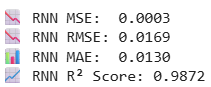 📉 RNN MSE:  0.0003
📉 RNN RMSE: 0.0169
📊 RNN MAE:  0.0130
📈 RNN R² Score: 0.9872